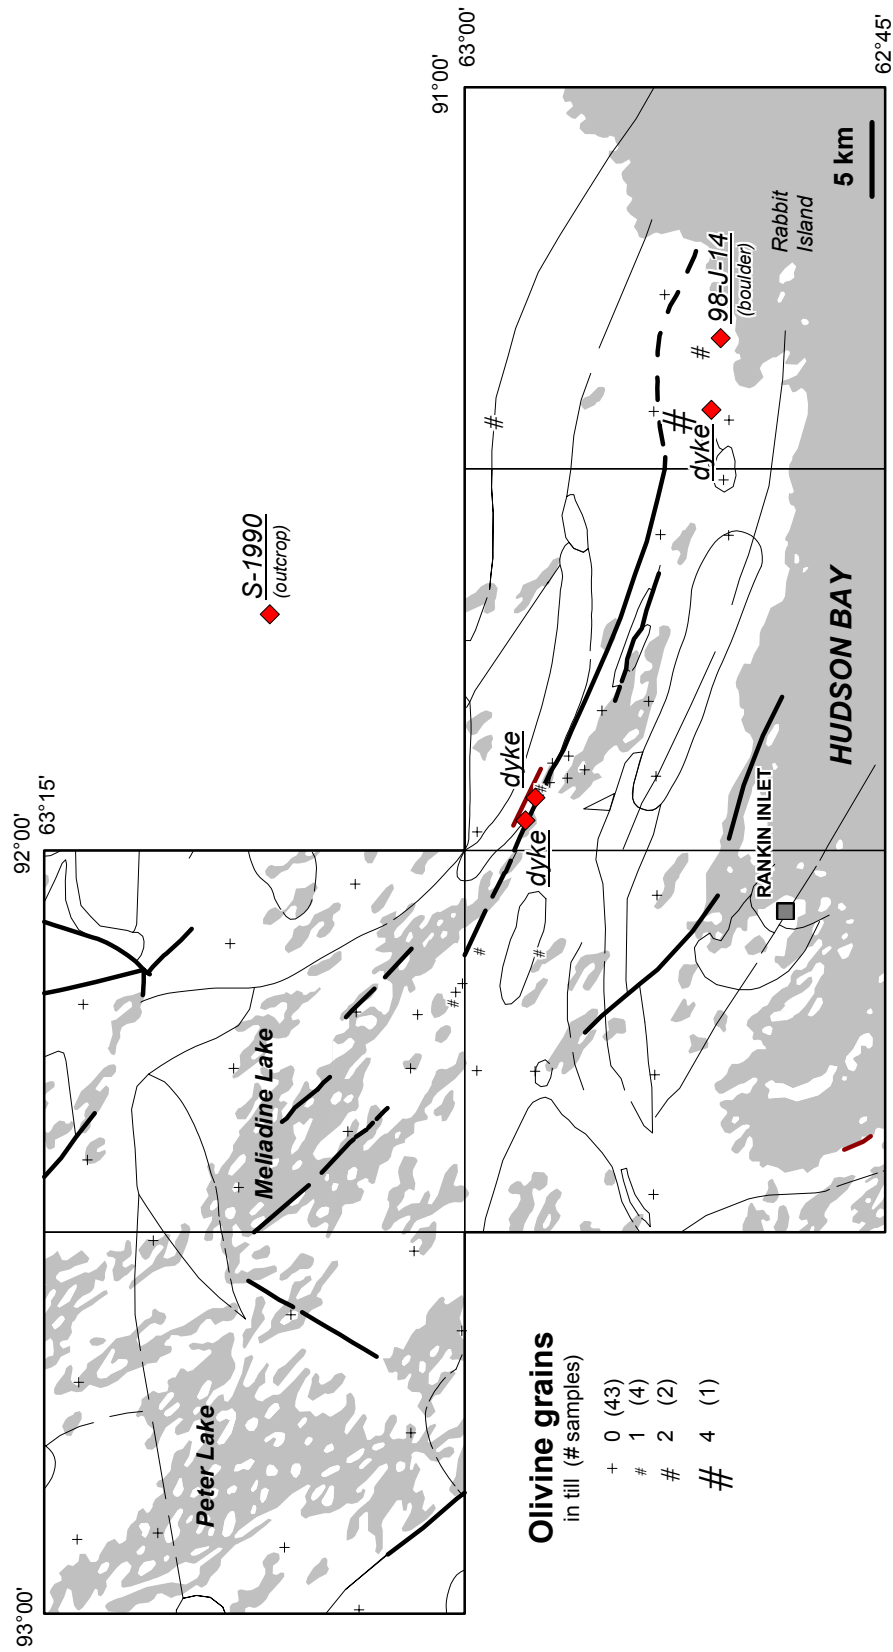 93°00'
92°00'
63°15'
91°00'
63°00'
62°45'
S-1990
(outcrop)
Peter Lake
Meliadine Lake
dyke
dyke
dyke
98-J-14
(boulder)
Rabbit
Island
5 km
RANKIN INLET
HUDSON BAY
Olivine grains
in till (# samples)
+ 0 (43)
# 1 (4)
# 2 (2)
# 4 (1)